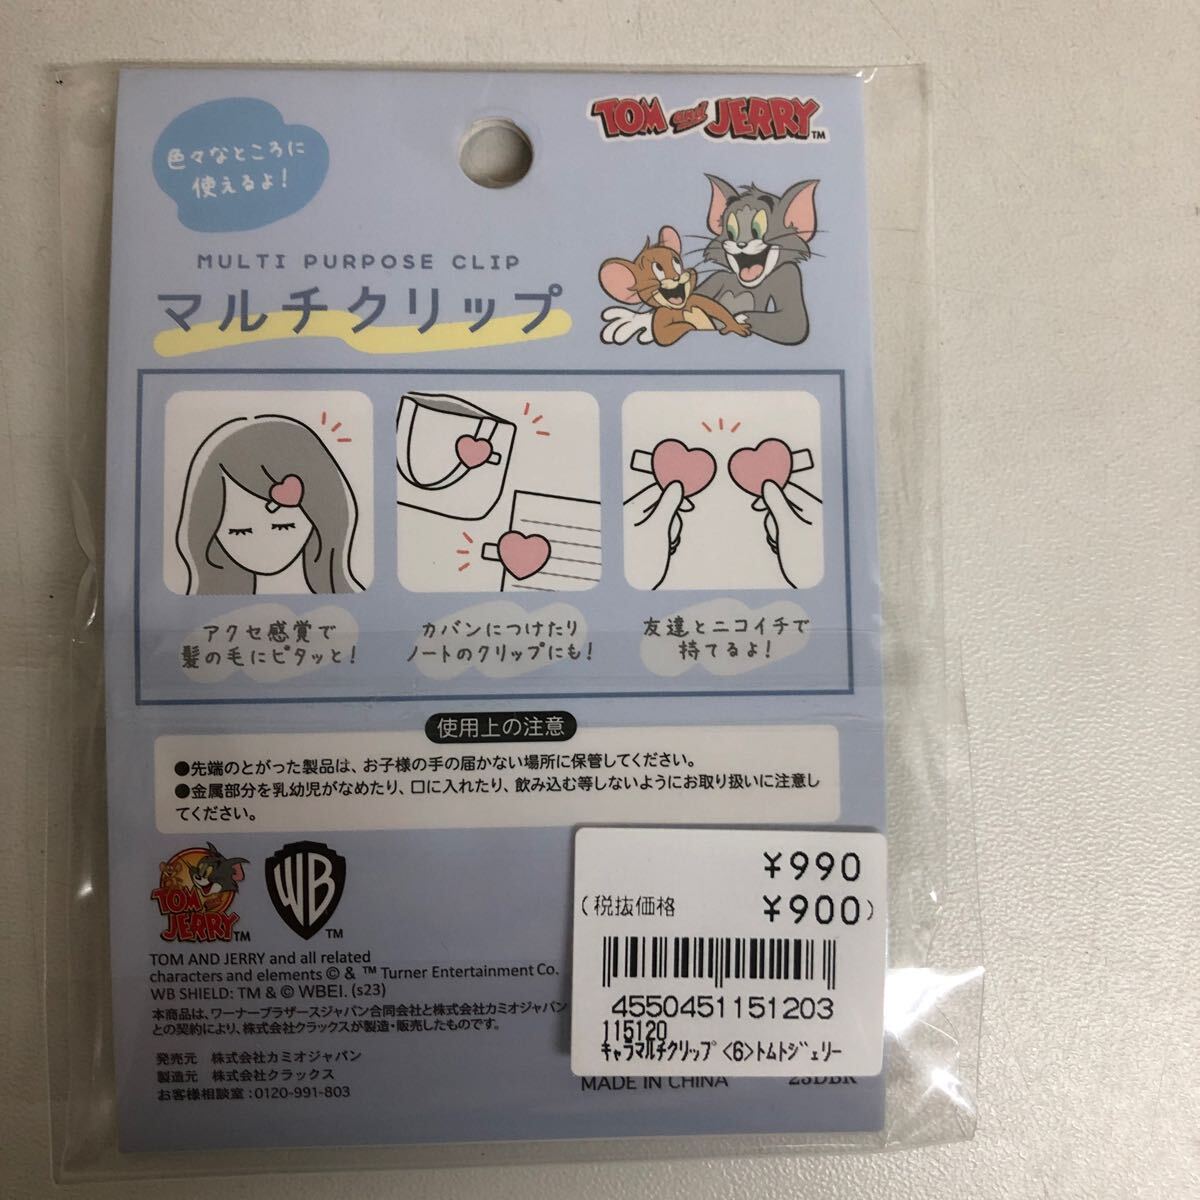 色々なところに
使えるよ!
TOM and JERRY™
MULTI PURPOSE CLIP
マルチクリップ
アクセ感覚で
髪の毛にピタッと!
カバンにつけたり
ノートのクリップにも!
友達とニコイチで
持てるよ!
使用上の注意
●先端のとがった製品は、お子様の手の届かない場所に保管してください。
●金属部分を乳幼児がなめたり、口に入れたり、飲み込む等しないようにお取り扱いに注意し
てください。
TOM and JERRY™
WB™
TOM AND JERRY and all related
characters and elements © & ™ Turner Entertainment Co.
WB SHIELD: TM & © WBEI. (s23)
本商品は、ワーナーブラザースジャパン合同会社と株式会社カミオジャパン
との契約により、株式会社クラックスが製造・販売したものです。
発売元 株式会社カミオジャパン
製造元 株式会社クラックス
お客様相談室:0120-991-803
¥990
(税抜価格 ¥900)
4550451151203
115120
キャラマルチクリップ <6>トムトジェリー
MADE IN CHINA